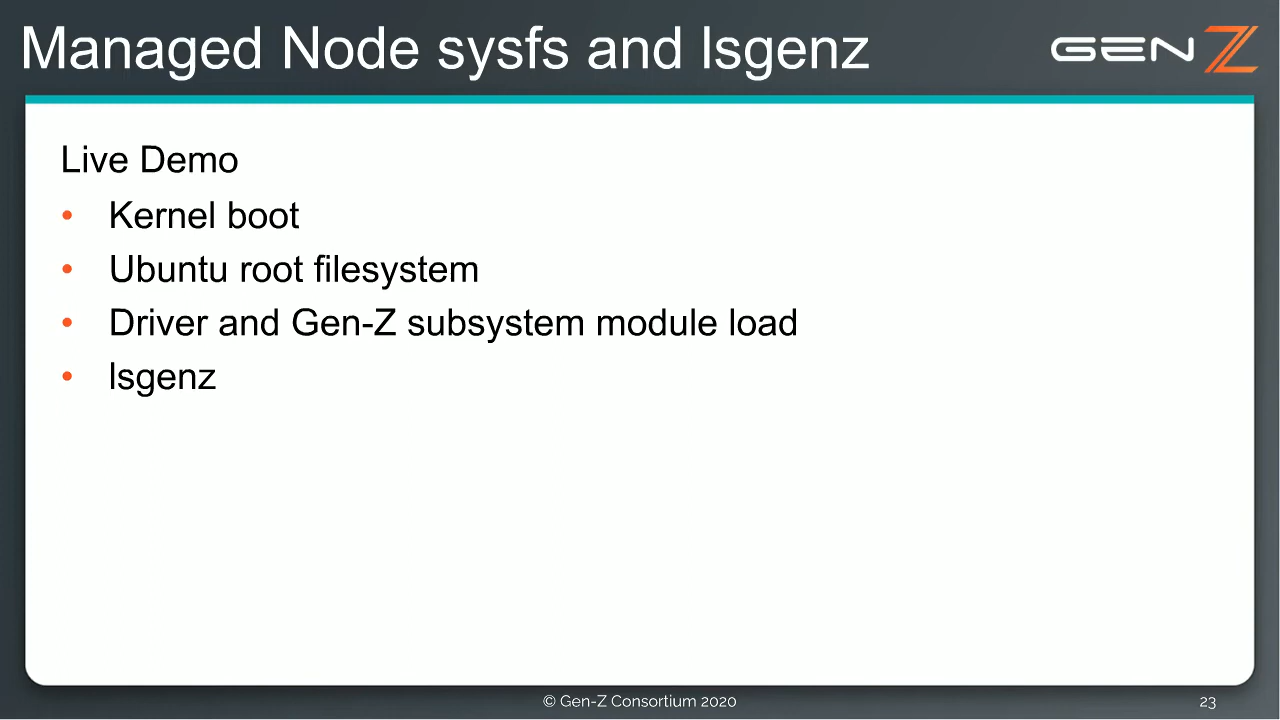 Managed Node sysfs and lsgenz
GEN Z
Live Demo
• Kernel boot
• Ubuntu root filesystem
• Driver and Gen-Z subsystem module load
• lsgenz
© Gen-Z Consortium 2020
23